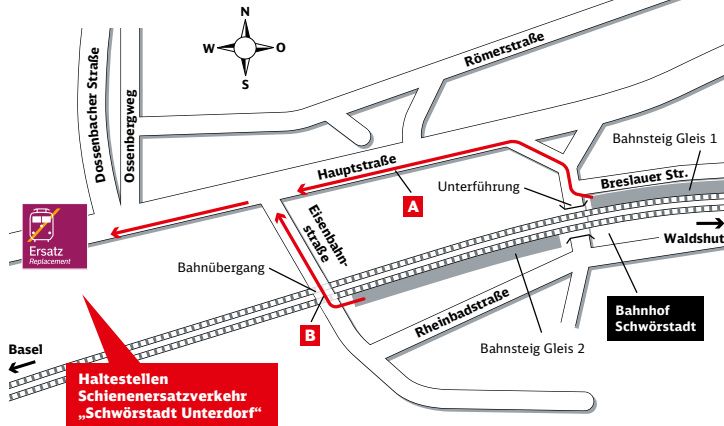 N
W
O
S
Römerstraße
Dossenbacher Straße
Ossenbergweg
Bahnsteig Gleis 1
Hauptstraße
Breslauer Str.
Unterführung
A
Ersatz
Replacement
Eisenbahn-
straße
Waldshut
Bahnübergang
Bahnhof
Schwörstadt
Rheinbadstraße
B
Basel
Bahnsteig Gleis 2
Haltestellen
Schienenersatzverkehr
„Schwörstadt Unterdorf“